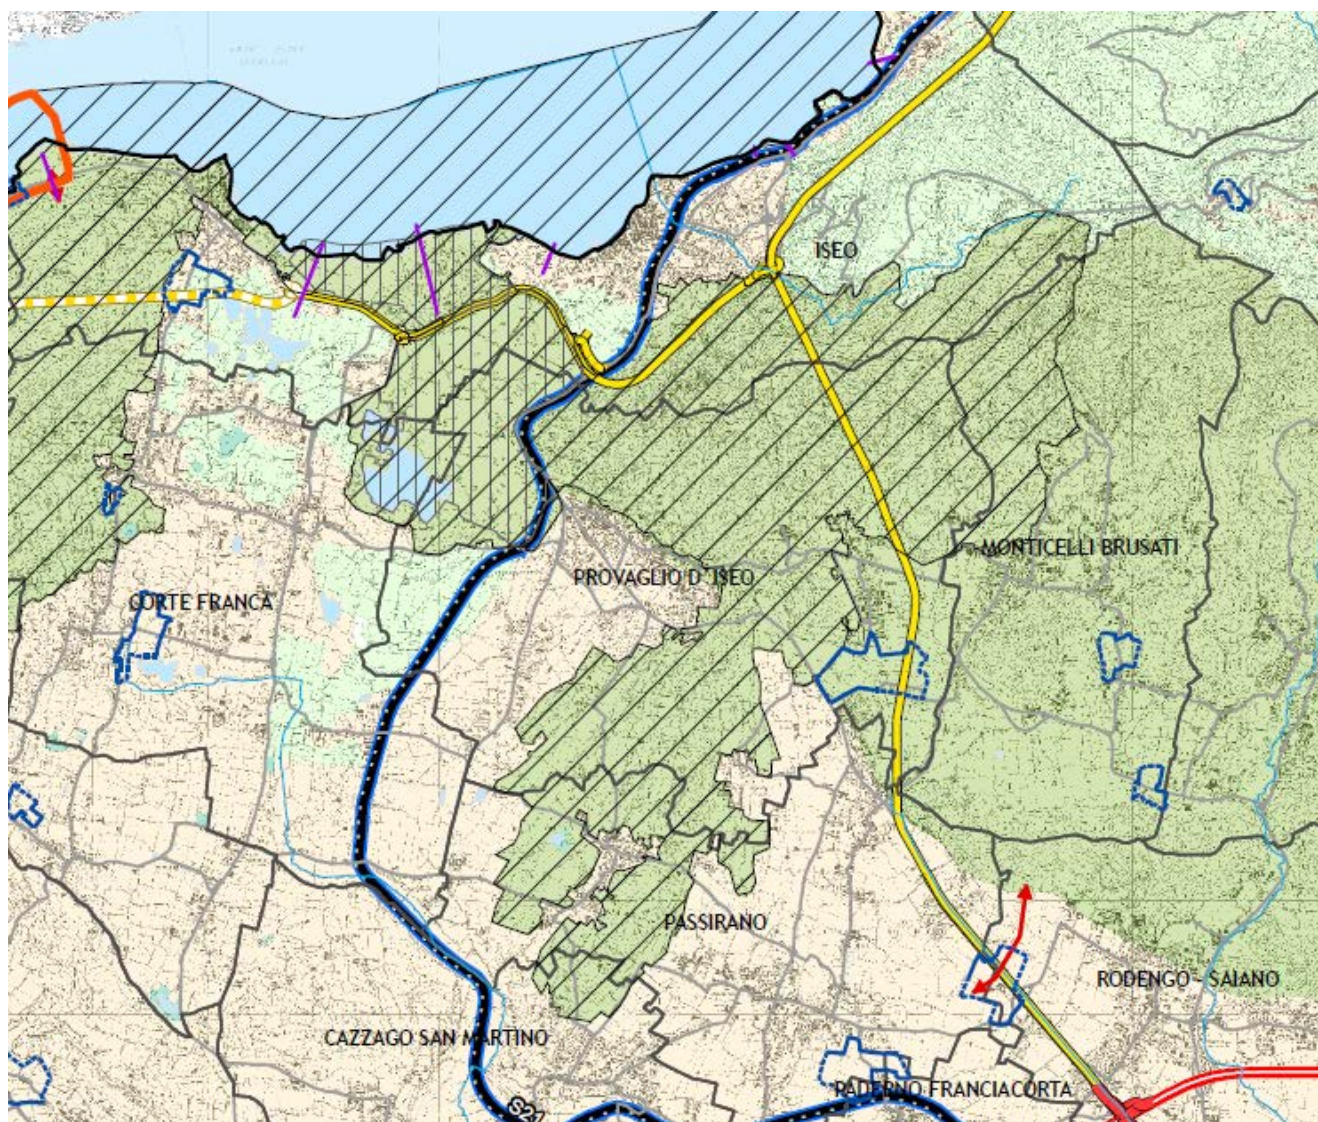 ISEO
MONTICELLI BRUSATI
PROVAGLIO D' ISEO
CORTE FRANCA
PASSIRANO
RODENGO - SAIANO
CAZZAGO SAN MARTINO
PADERNO FRANCIACORTA